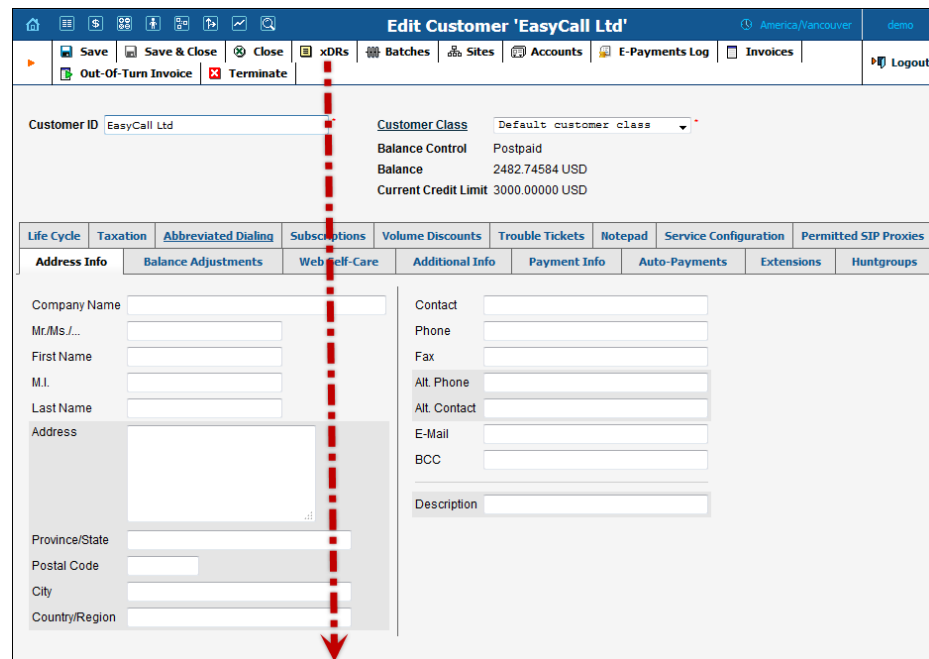 Edit Customer 'EasyCall Ltd' America/Vancouver demo
Save Save & Close Close xDRs Batches Sites Accounts E-Payments Log Invoices
Out-Of-Turn Invoice Terminate Logout
Customer ID EasyCall Ltd * Customer Class Default customer class *
Balance Control Postpaid
Balance 2482.74584 USD
Current Credit Limit 3000.00000 USD
Life Cycle Taxation Abbreviated Dialing Subscriptions Volume Discounts Trouble Tickets Notepad Service Configuration Permitted SIP Proxies
Address Info Balance Adjustments Web Self-Care Additional Info Payment Info Auto-Payments Extensions Huntgroups
Company Name Contact
Mr./Ms./... Phone
First Name Fax
M.I. Alt. Phone
Last Name Alt. Contact
Address E-Mail
BCC
Description
Province/State
Postal Code
City
Country/Region